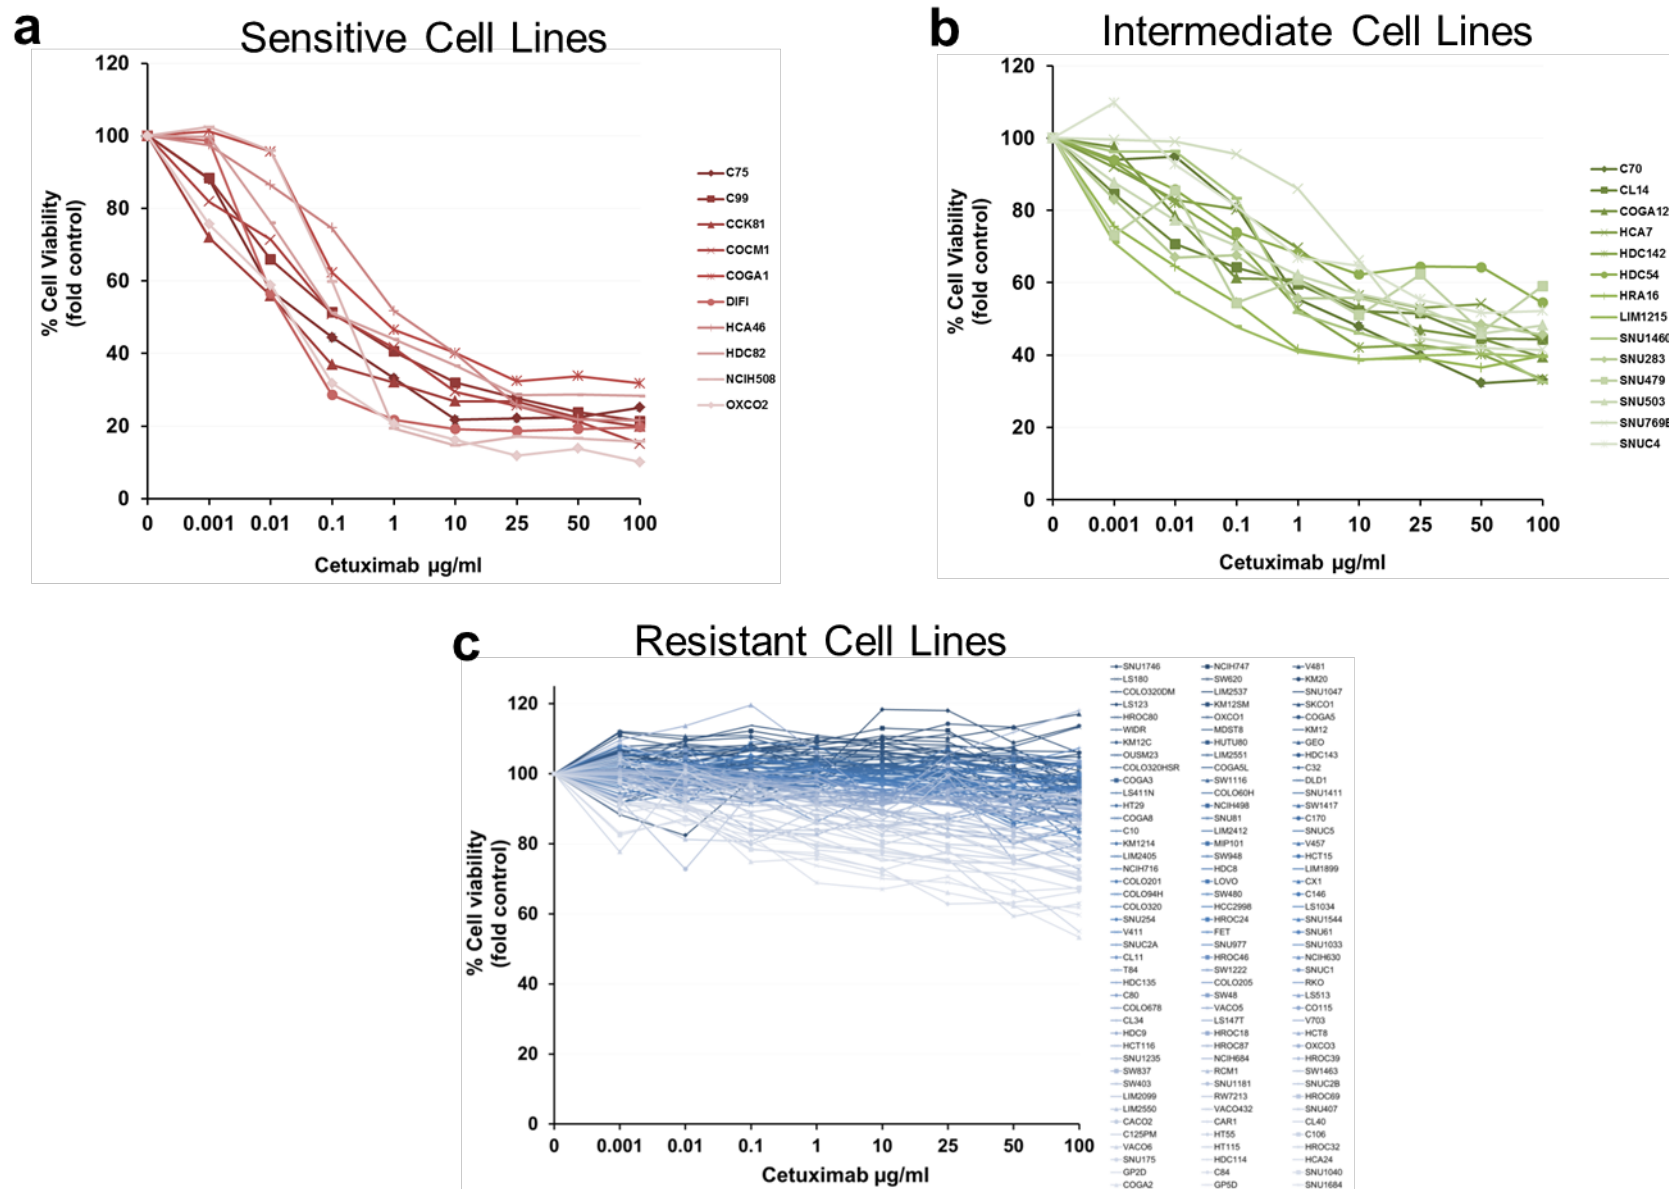 a
Sensitive Cell Lines
120
100
80
60
40
20
0
% Cell Viability
(fold control)
0 0.001 0.01 0.1 1 10 25 50 100
Cetuximab µg/ml
C75
C99
CCK81
COCM1
COGA1
DIFI
HCA46
HDC82
NCIH508
OXCO2
b
Intermediate Cell Lines
120
100
80
60
40
20
0
% Cell Viability
(fold control)
0 0.001 0.01 0.1 1 10 25 50 100
Cetuximab µg/ml
C70
CL14
COGA12
HCA7
HDC142
HDC54
HRA16
LIM1215
SNU1460
SNU283
SNU479
SNU503
SNU769B
SNUC4
c
Resistant Cell Lines
120
100
80
60
40
20
0
% Cell viability
(fold control)
0 0.001 0.01 0.1 1 10 25 50 100
Cetuximab µg/ml
SNU1746 NCIH747 V481
LS180 SW620 KM20
COLO320DM LIM2537 SNU1047
LS123 KM12SM SKCO1
HROC80 OXCO1 COGA5
WIDR MDST8 KM12
KM12C HUTU80 GEO
OUSM23 LIM2551 HDC143
COLO320HSR COGA5L C32
COGA3 SW1116 DLD1
LS411N COLO60H SNU1411
HT29 NCIH498 SW1417
COGA8 SNU81 C170
C10 LIM2412 SNUC5
KM1214 MIP101 V457
LIM2405 SW948 HCT15
NCIH716 HDC8 LIM1899
COLO201 LOVO CX1
COLO94H SW480 C146
COLO320 HCC2998 LS1034
SNU254 HROC24 SNU1544
V411 FET SNU61
SNUC2A SNU977 SNU1033
CL11 HROC46 NCIH630
T84 SW1222 SNUC1
HDC135 COLO205 RKO
C80 SW48 LS513
COLO678 VACO5 CO115
CL34 LS147T V703
HDC9 HROC18 HCT8
HCT116 HROC87 OXCO3
SNU1235 NCIH684 HROC39
SW837 RCM1 SW1463
SW403 SNU1181 SNUC2B
LIM2099 RW7213 HROC69
LIM2550 VACO432 SNU407
CACO2 CAR1 CL40
C125PM HT55 C106
VACO6 HT115 HROC32
SNU175 HDC114 HCA24
GP2D C84 SNU1040
COGA2 GP5D SNU1684